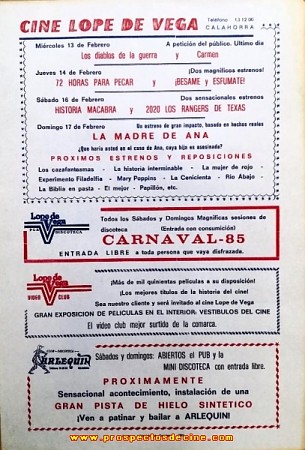 CINE LOPE DE VEGA
Teléfono: 13 12 90
CALAHORRA
Miércoles 13 de Febrero A petición del público. Ultimo día
Los diablos de la guerra y Carmen
Jueves 14 de Febrero ¡Dos magníficos estrenos!
72 HORAS PARA PECAR y ¡BESAME y ESFUMATE!
Sábado 16 de Febrero Dos sensacionales estrenos
HISTORIA MACABRA y 2020 LOS RANGERS DE TEXAS
Domingo 17 de Febrero Un estreno de gran impacto, basada en hechos reales
LA MADRE DE ANA
¿Que haría usted en el caso de Ana, cuya hija es asesinada?
PROXIMOS ESTRENOS Y REPOSICIONES
Los cazafantasmas - La historia interminable - La mujer de rojo -
Experimento Filadelfia - Mary Poppins - La Cenicienta - Río Abajo -
La Biblia en pasta - El mejor - Papillón, etc.
Lope de Vega
DISCOTECA
Todos los Sábados y Domingos Magníficas sesiones de
discoteca (Entrada con consumición)
CARNAVAL-85
ENTRADA LIBRE a toda persona que vaya disfrazada.
Lope de Vega
VIDEO CLUB
¡Más de mil quinientas películas a su disposición!
¡Los mejores títulos de la historia del cine!
Sea nuestro cliente y será invitado al cine Lope de Vega
GRAN EXPOSICION DE PELICULAS EN EL INTERIOR: VESTIBULOS DEL CINE
El video club mejor surtido de la comarca.
ARLEQUIN
Sábados y domingos: ABIERTOS el PUB y la
MINI DISCOTECA con entrada libre.
PROXIMAMENTE
Sensacional acontecimiento, instalación de una
GRAN PISTA DE HIELO SINTETICO
¡Ven a patinar y bailar a ARLEQUIN!
www.prospectosdecine.com